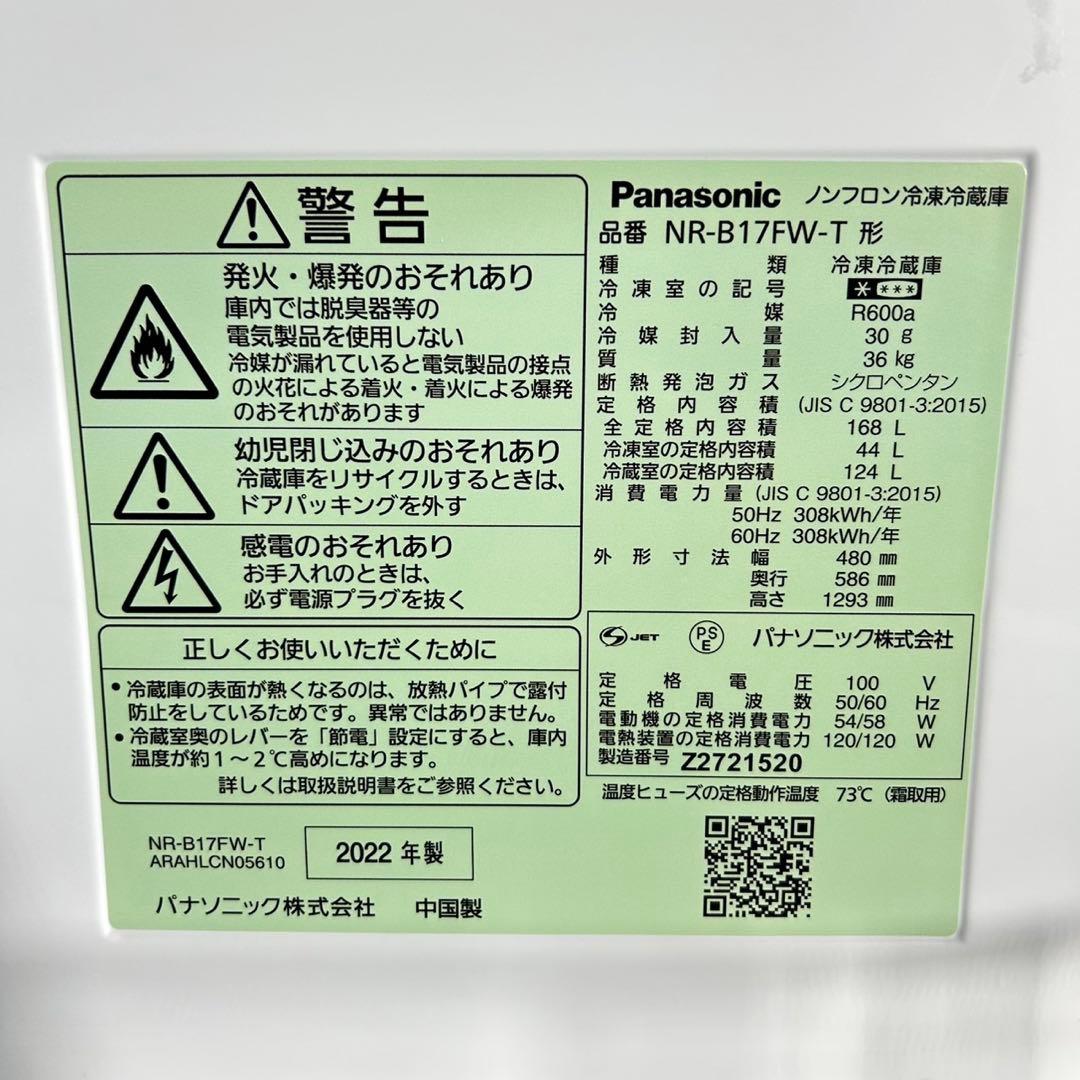 警告
発火・爆発のおそれあり
庫内では脱臭器等の
電気製品を使用しない
冷媒が漏れていると電気製品の接点
の火花による着火・着火による爆発
のおそれがあります
幼児閉じ込みのおそれあり
冷蔵庫をリサイクルするときは、
ドアパッキングを外す
感電のおそれあり
お手入れのときは、
必ず電源プラグを抜く
正しくお使いいただくために
・冷蔵庫の表面が熱くなるのは、放熱パイプで露付
防止をしているためです。異常ではありません。
・冷蔵室奥のレバーを「節電」設定にすると、庫内
温度が約1～2℃高めになります。
詳しくは取扱説明書をご参照ください。
NR-B17FW-T
ARAHLCN05610
2022 年製
パナソニック株式会社 中国製
Panasonic ノンフロン冷凍冷蔵庫
品番 NR-B17FW-T 形
種類 冷凍冷蔵庫
冷凍室の記号 * ***
冷媒 R600a
冷媒封入量 30 g
質量 36 kg
断熱発泡ガス シクロペンタン
定格内容積 (JIS C 9801-3:2015)
全定格内容積 168 L
冷凍室の定格内容積 44 L
冷蔵室の定格内容積 124 L
消費電力量 (JIS C 9801-3:2015)
50Hz 308kWh/年
60Hz 308kWh/年
外形寸法 幅 480 mm
奥行 586 mm
高さ 1293 mm
S JET PSE パナソニック株式会社
定格電圧 100 V
定格周波数 50/60 Hz
電動機の定格消費電力 54/58 W
電熱装置の定格消費電力 120/120 W
製造番号 Z2721520
温度ヒューズの定格動作温度 73℃（霜取用）